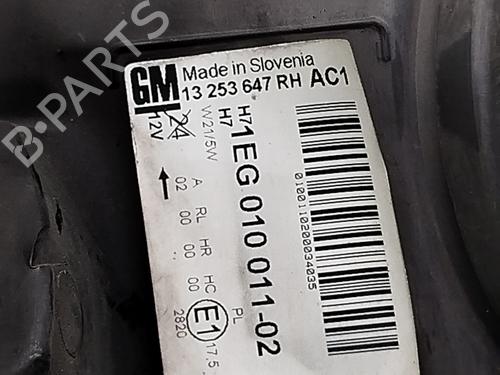 GM Made in Slovenia
13 253 647 RH AC1
12V 24
W21/5W
H7
H7
1EG 010 011-02
0100110200034035
A RL HR HC PL
02 00 00 00
E1 17.5
2820
B-PARTS